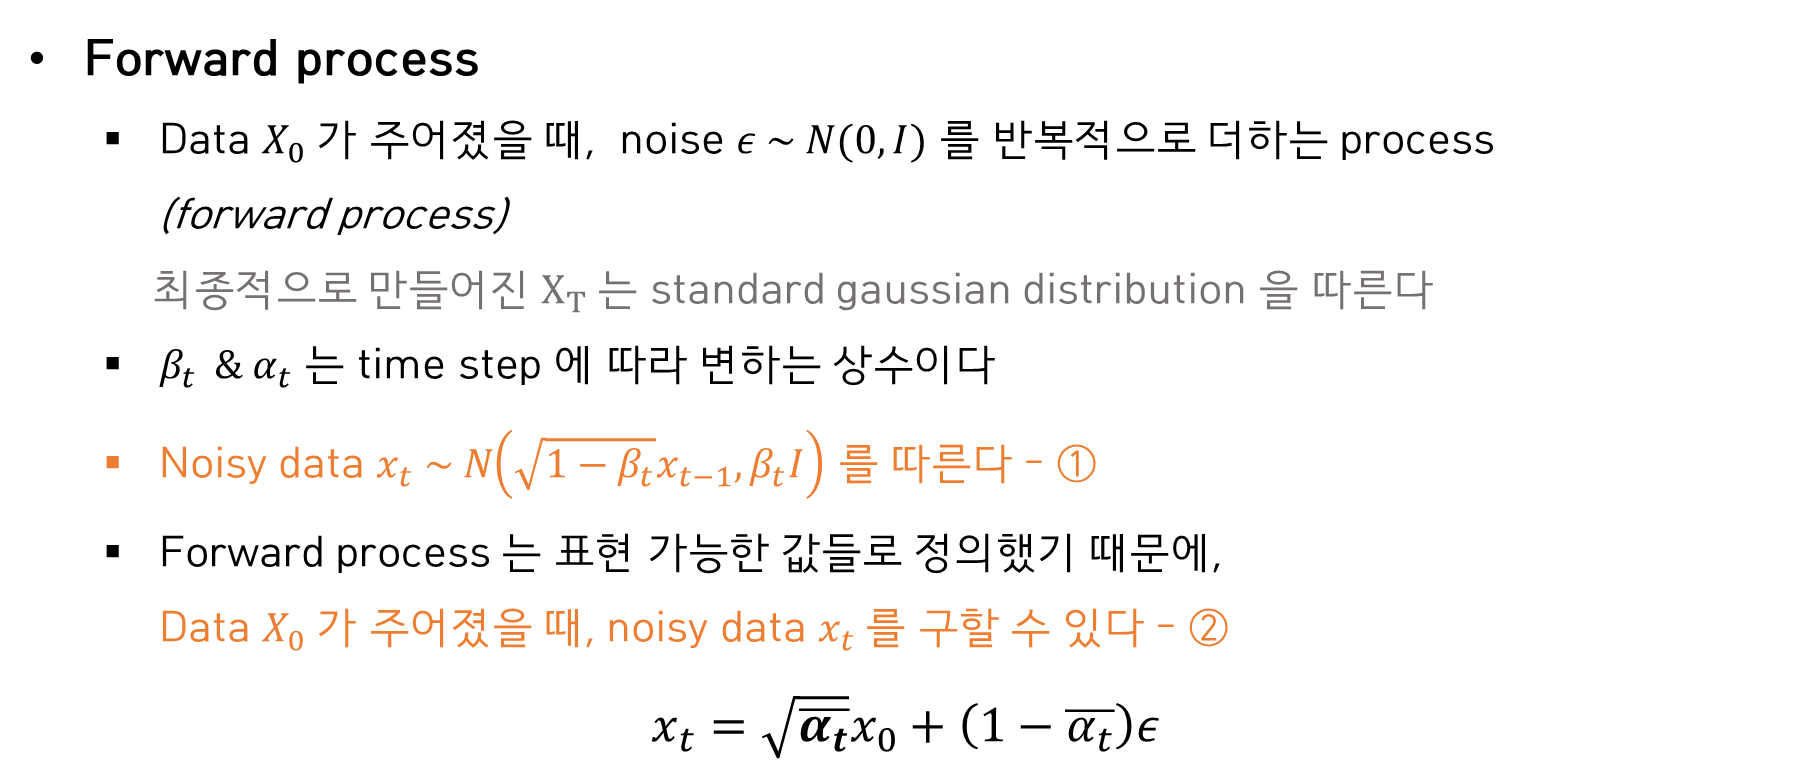 • Forward process
▪ Data X₀ 가 주어졌을 때, noise ϵ ~ N(0, I) 를 반복적으로 더하는 process
(forward process)
최종적으로 만들어진 X_T 는 standard gaussian distribution 을 따른다
▪ β_t & α_t 는 time step 에 따라 변하는 상수이다
▪ Noisy data x_t ~ N(√(1 − β_t) x_{t−1}, β_t I) 를 따른다 – ①
▪ Forward process 는 표현 가능한 값들로 정의했기 때문에,
Data X₀ 가 주어졌을 때, noisy data x_t 를 구할 수 있다 – ②
x_t = √(α̅_t) x₀ + (1 − α̅_t)ϵ